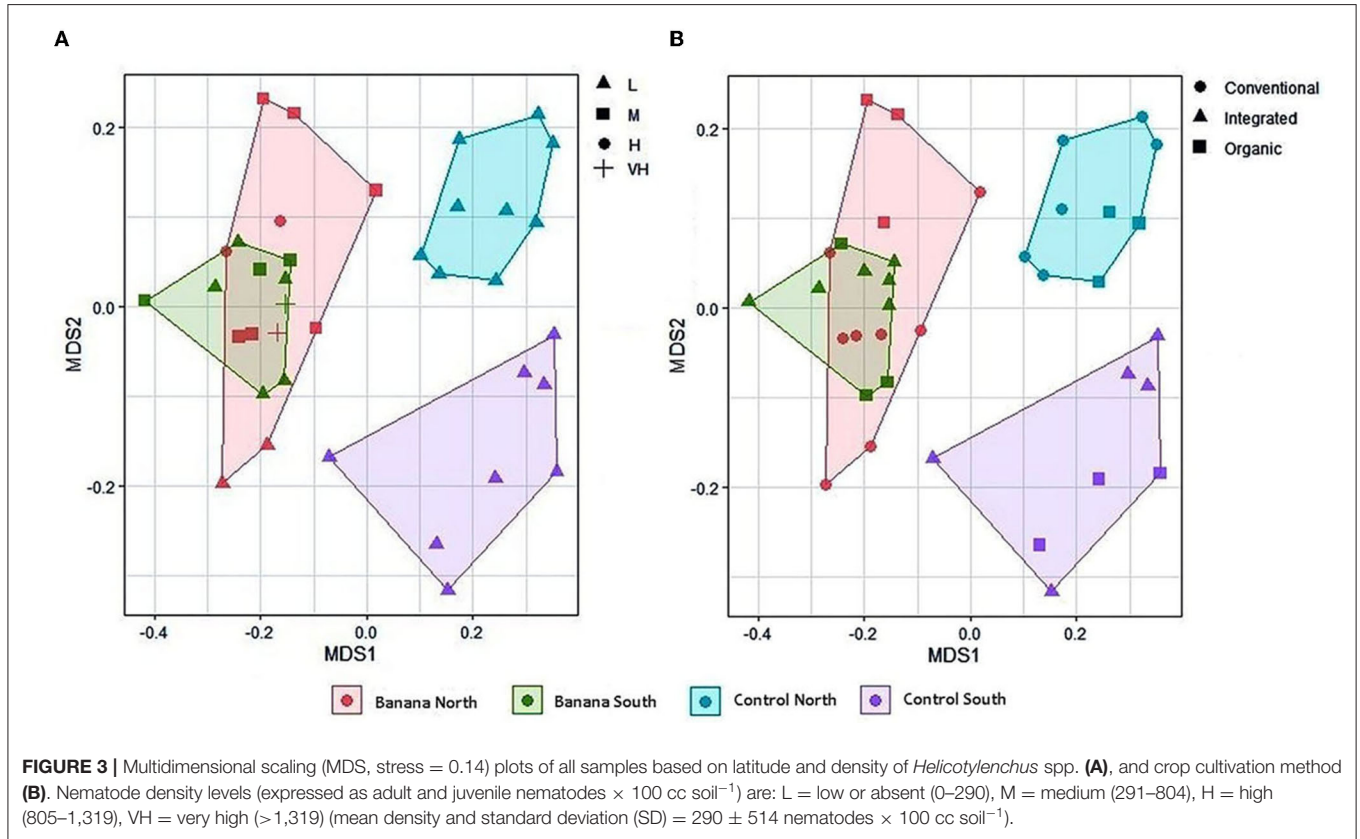 A
B
L
M
H
VH
Conventional
Integrated
Organic
0.2
0.0
-0.2
MDS2
-0.4
-0.2
0.0
0.2
MDS1
0.2
0.0
-0.2
MDS2
-0.4
-0.2
0.0
0.2
MDS1
Banana North
Banana South
Control North
Control South
FIGURE 3 | Multidimensional scaling (MDS, stress = 0.14) plots of all samples based on latitude and density of Helicotylenchus spp. (A), and crop cultivation method
(B). Nematode density levels (expressed as adult and juvenile nematodes × 100 cc soil⁻¹) are: L = low or absent (0–290), M = medium (291–804), H = high
(805–1,319), VH = very high (>1,319) (mean density and standard deviation (SD) = 290 ± 514 nematodes × 100 cc soil⁻¹).